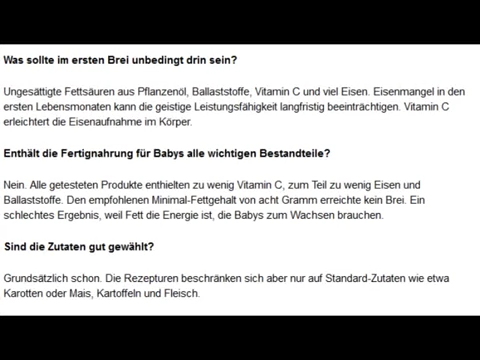 Was sollte im ersten Brei unbedingt drin sein?
Ungesättigte Fettsäuren aus Pflanzenöl, Ballaststoffe, Vitamin C und viel Eisen. Eisenmangel in den
ersten Lebensmonaten kann die geistige Leistungsfähigkeit langfristig beeinträchtigen. Vitamin C
erleichtert die Eisenaufnahme im Körper.
Enthält die Fertignahrung für Babys alle wichtigen Bestandteile?
Nein. Alle getesteten Produkte enthielten zu wenig Vitamin C, zum Teil zu wenig Eisen und
Ballaststoffe. Den empfohlenen Minimal-Fettgehalt von acht Gramm erreichte kein Brei. Ein
schlechtes Ergebnis, weil Fett die Energie ist, die Babys zum Wachsen brauchen.
Sind die Zutaten gut gewählt?
Grundsätzlich schon. Die Rezepturen beschränken sich aber nur auf Standard-Zutaten wie etwa
Karotten oder Mais, Kartoffeln und Fleisch.